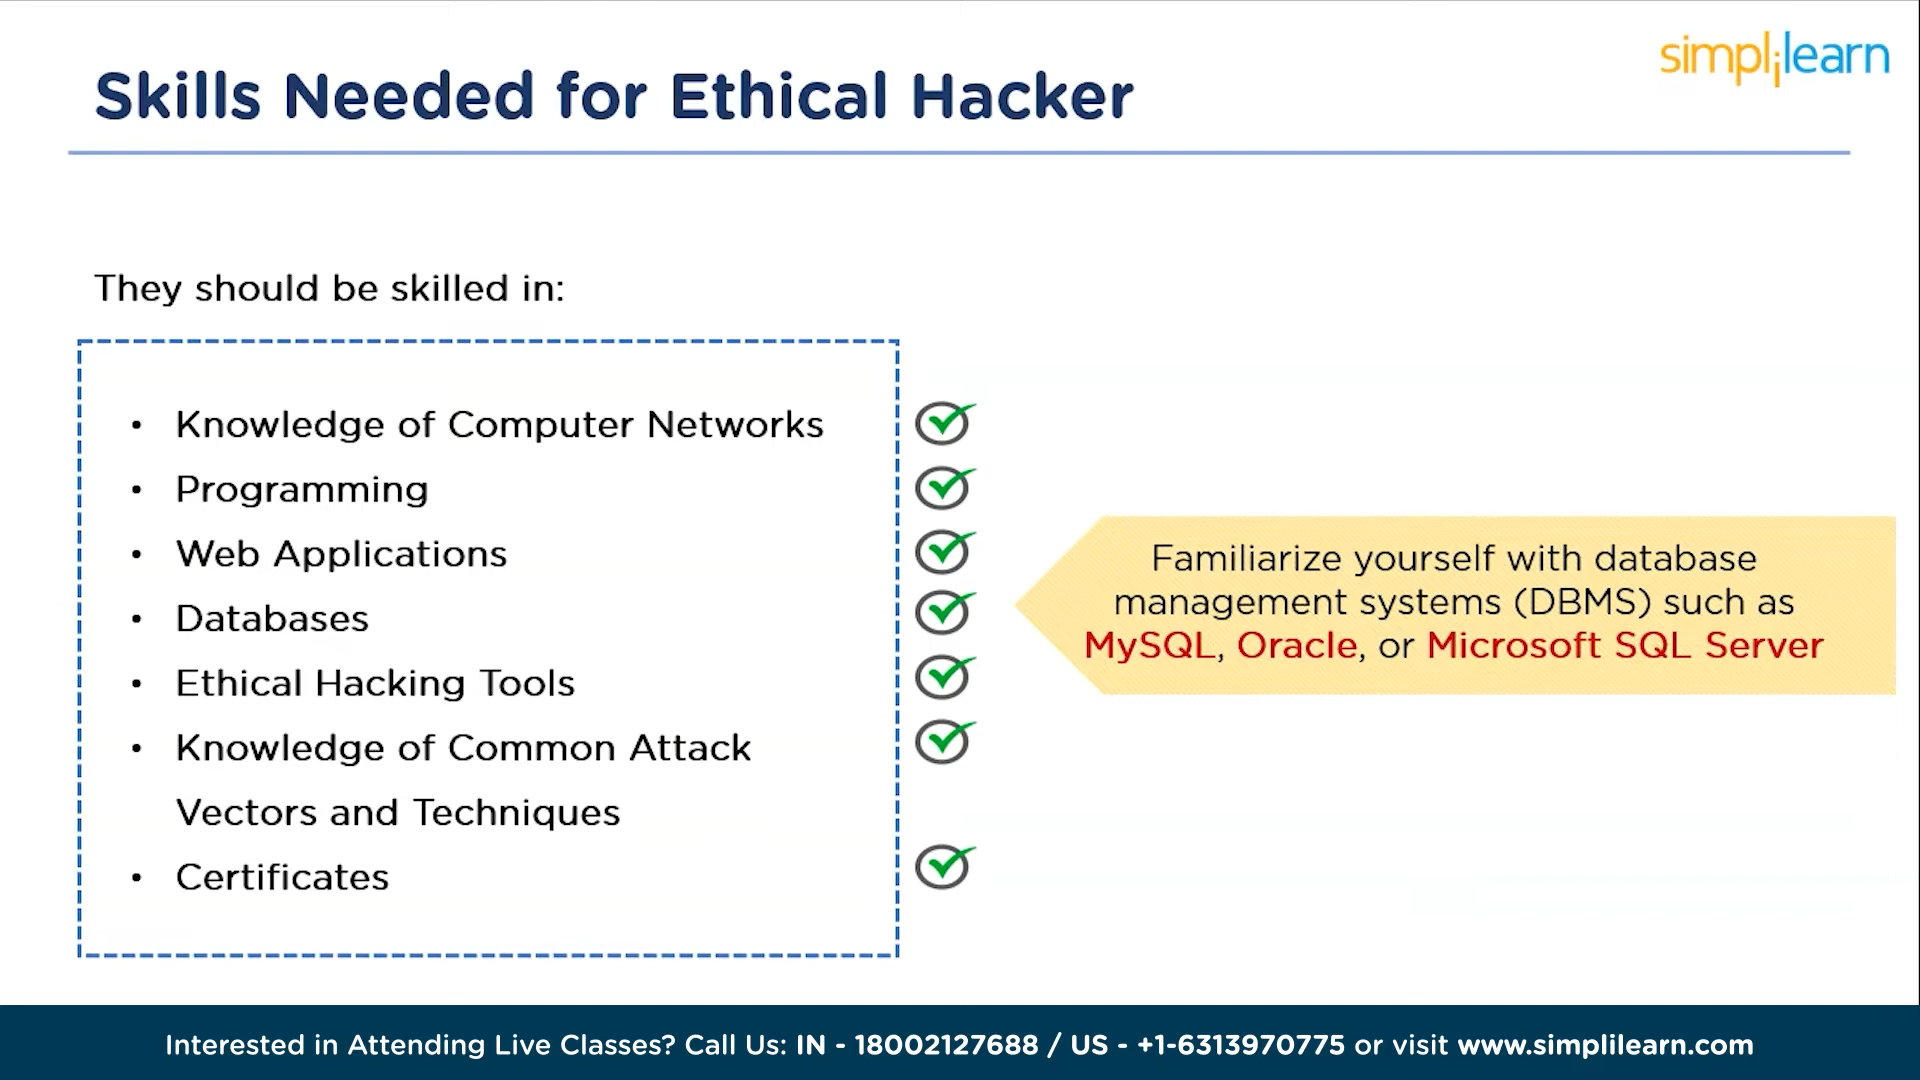 simplilearn
Skills Needed for Ethical Hacker
They should be skilled in:
• Knowledge of Computer Networks
• Programming
• Web Applications
• Databases
• Ethical Hacking Tools
• Knowledge of Common Attack
Vectors and Techniques
• Certificates
Familiarize yourself with database
management systems (DBMS) such as
MySQL, Oracle, or Microsoft SQL Server
Interested in Attending Live Classes? Call Us: IN - 18002127688 / US - +1-6313970775 or visit www.simplilearn.com